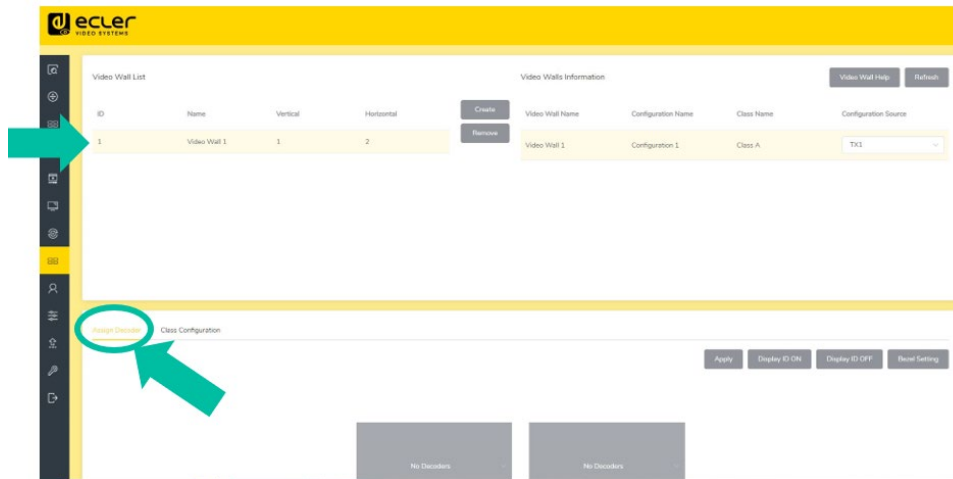 ecler
VIDEO SYSTEMS
Video Wall List
ID Name Vertical Horizontal
1 Video Wall 1 1 2
Create
Remove
Video Walls Information
Video Wall Help Refresh
Video Wall Name Configuration Name Class Name Configuration Source
Video Wall 1 Configuration 1 Class A TX1
Assign Decoder Class Configuration
Apply Display ID ON Display ID OFF Bezel Setting
No Decoders No Decoders